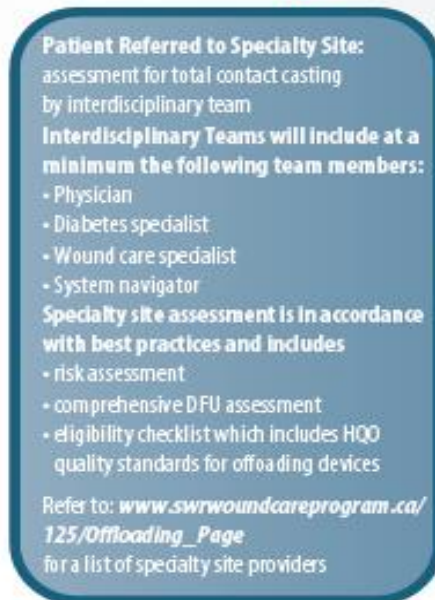 Patient Referred to Specialty Site:
assessment for total contact casting
by interdisciplinary team
Interdisciplinary Teams will include at a
minimum the following team members:
• Physician
• Diabetes specialist
• Wound care specialist
• System navigator
Specialty site assessment is in accordance
with best practices and includes
• risk assessment
• comprehensive DFU assessment
• eligibility checklist which includes HQO
quality standards for offoading devices
Refer to: www.swrwoundcareprogram.ca/
125/Offloading_Page
for a list of specialty site providers